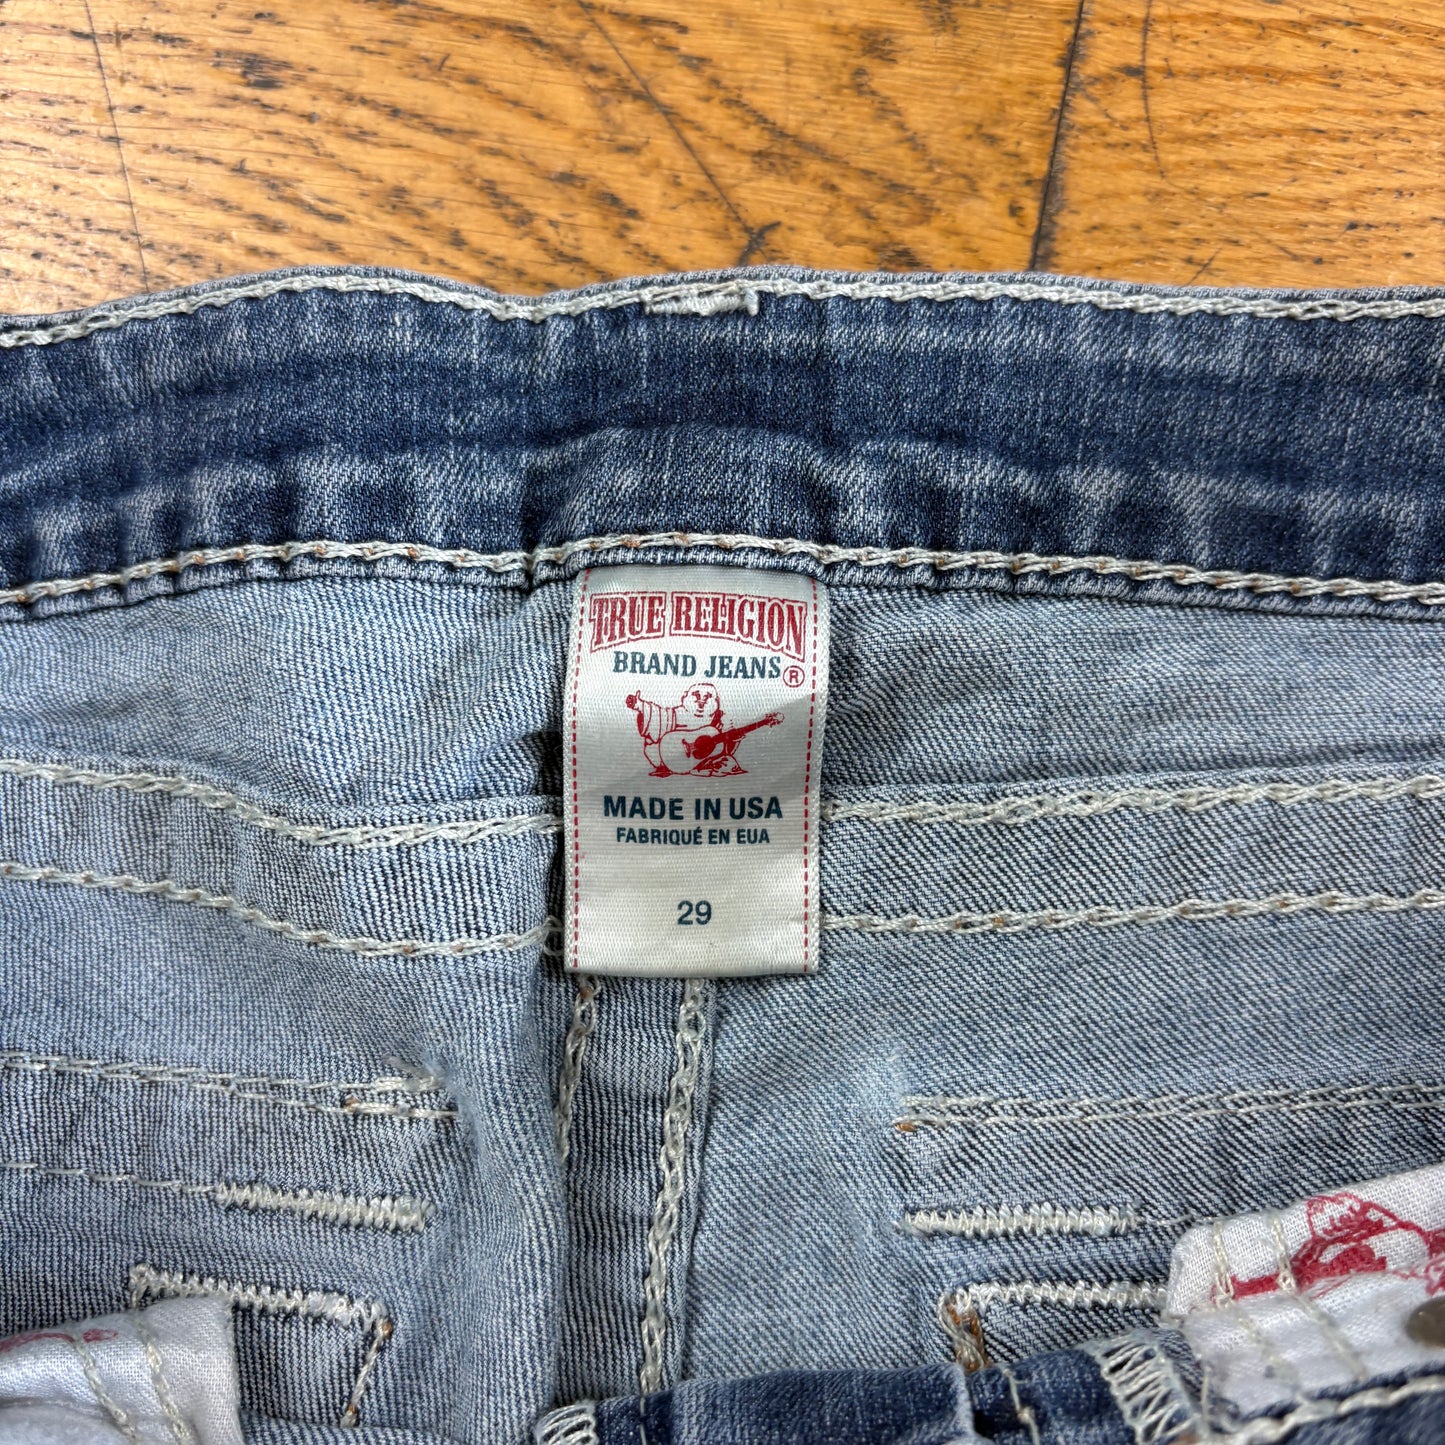 TRUE RELIGION
BRAND JEANS®
MADE IN USA
FABRIQUÉ EN EUA
29